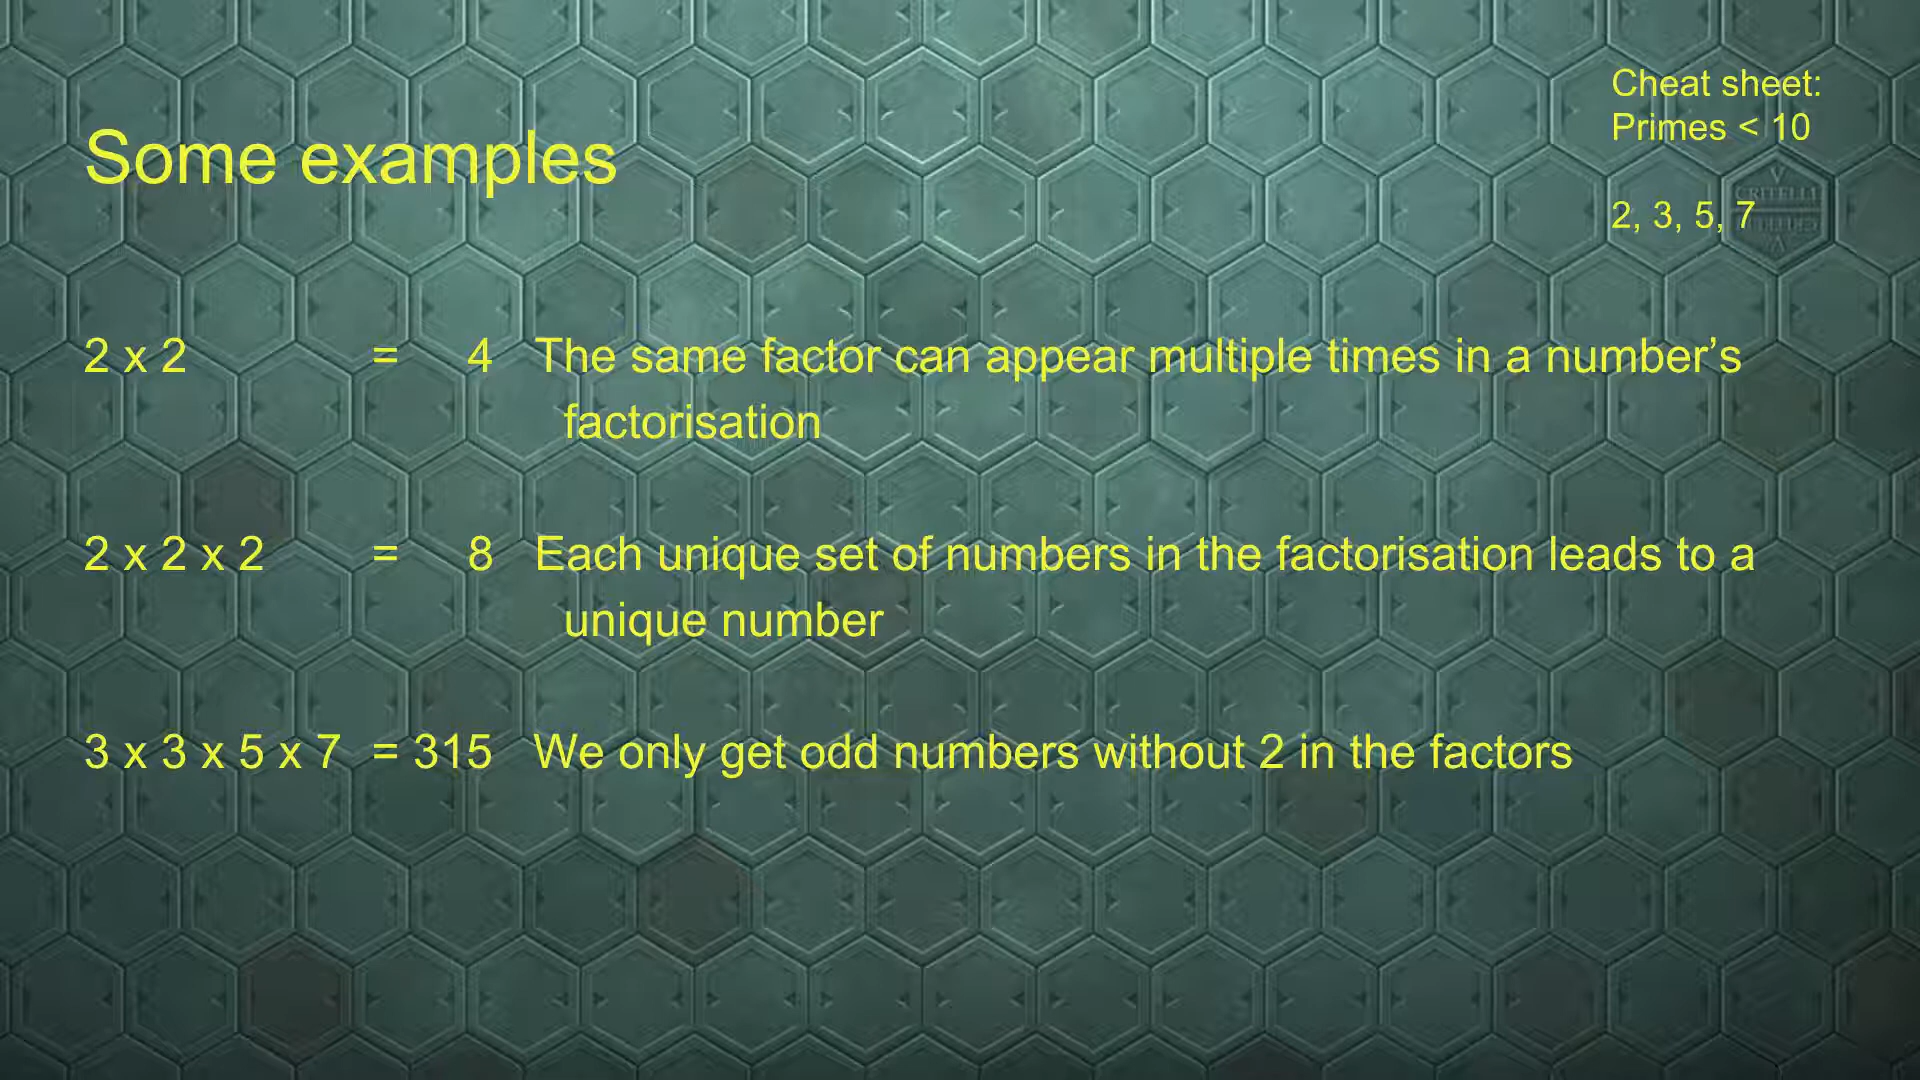 Cheat sheet:
Primes < 10
Some examples
2, 3, 5, 7
2 x 2 = 4 The same factor can appear multiple times in a number’s
factorisation
2 x 2 x 2 = 8 Each unique set of numbers in the factorisation leads to a
unique number
3 x 3 x 5 x 7 = 315 We only get odd numbers without 2 in the factors